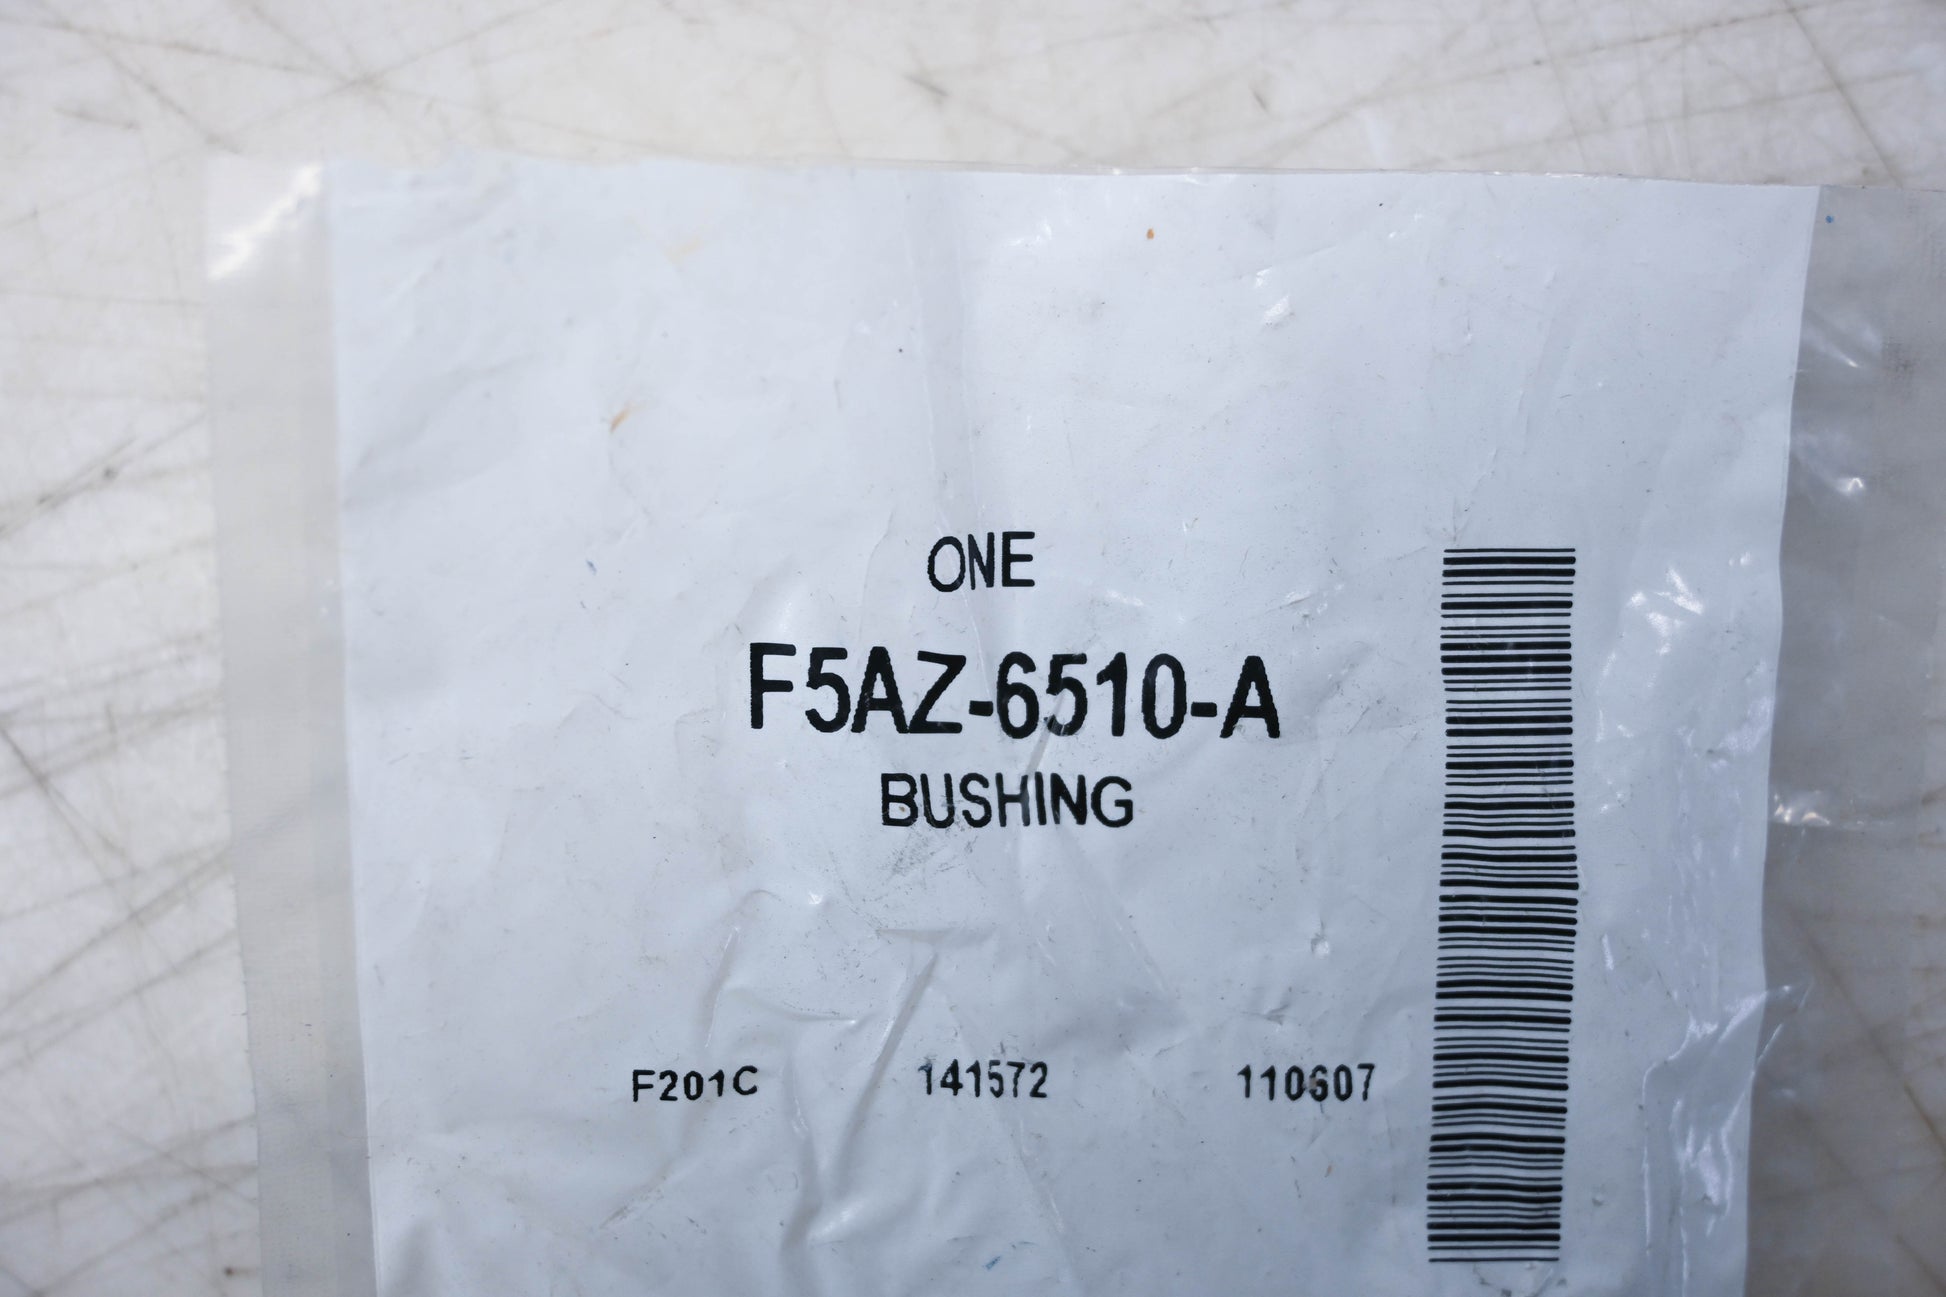 ONE
F5AZ-6510-A
BUSHING
F201C 141572 110607